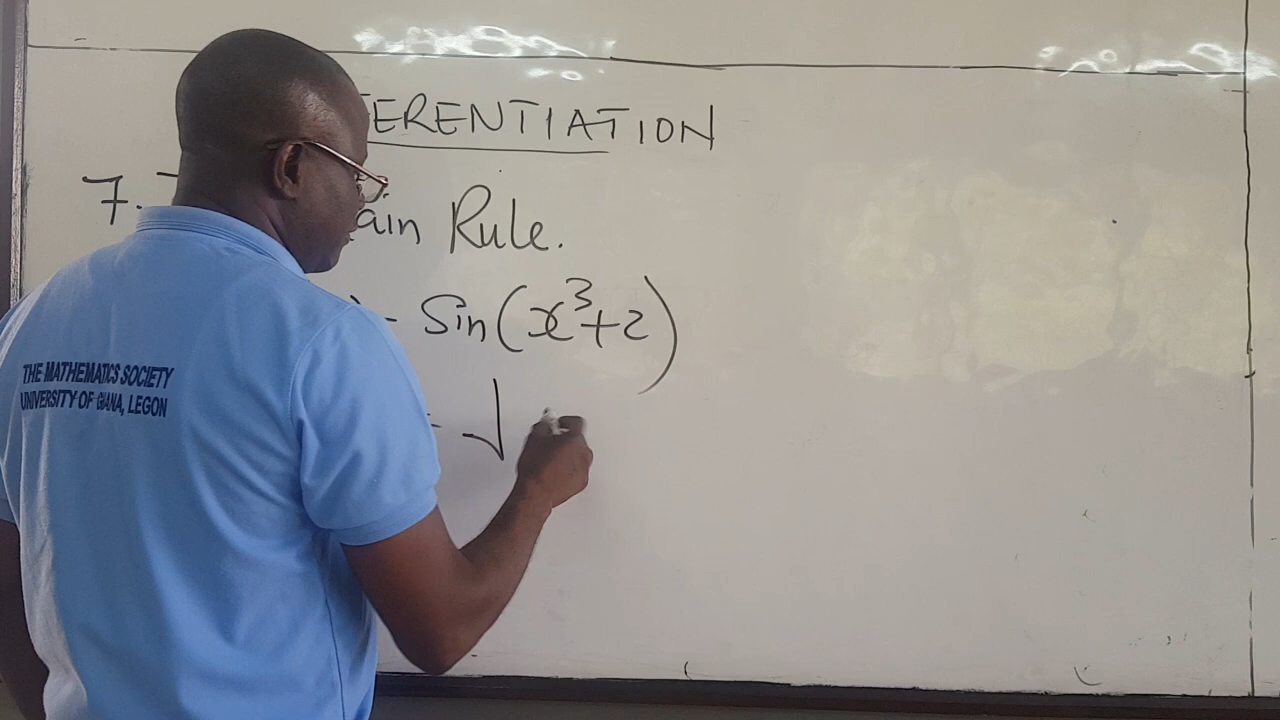 ERENTIATION
7.
ain Rule.
Sin(x³+2)
√
THE MATHEMATICS SOCIETY
UNIVERSITY OF GHANA, LEGON